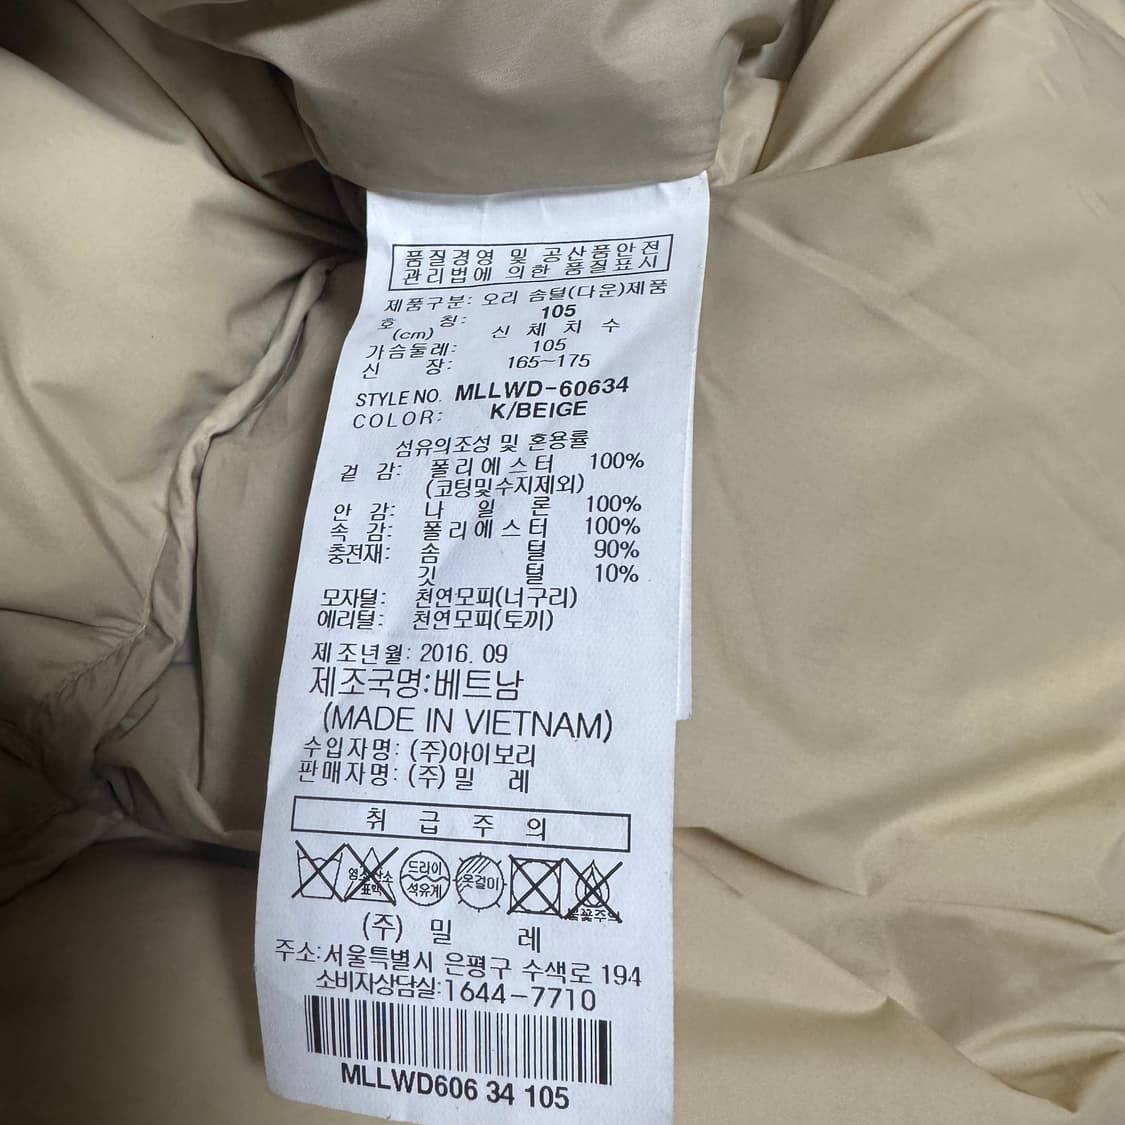 품질경영 및 공산품안전
관리법에 의한 품질표시
제품구분: 오리 솜털(다운)제품
호 칭: 105
(cm) 신 체 치 수
가슴둘레: 105
신 장: 165~175
STYLE NO. MLLWD-60634
COLOR: K/BEIGE
섬유의조성 및 혼용률
겉 감: 폴리에스터 100%
(코팅및수지제외)
안 감: 나 일 론 100%
속 감: 폴리에스터 100%
충전재: 솜 털 90%
깃 털 10%
모자털: 천연모피(너구리)
에리털: 천연모피(토끼)
제조년월: 2016. 09
제조국명:베트남
(MADE IN VIETNAM)
수입자명: (주)아이보리
판매자명: (주) 밀 레
취 급 주 의
염소산소
표백
드라이
석유계
옷걸이
불꽃주의
(주) 밀 레
주소:서울특별시 은평구 수색로 194
소비자상담실:1644-7710
MLLWD606 34 105